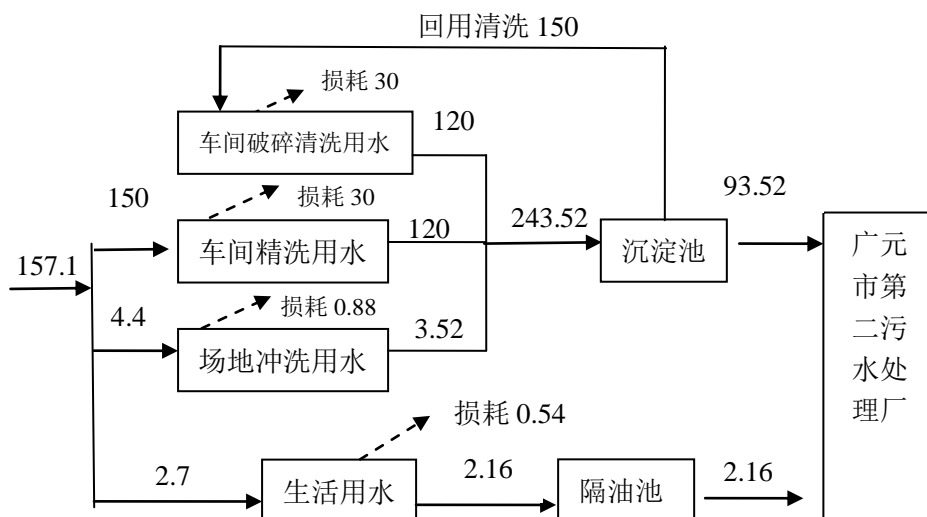 回用清洗 150
损耗 30
车间破碎清洗用水
120
损耗 30
150
车间精洗用水
120
243.52
沉淀池
93.52
157.1
损耗 0.88
4.4
场地冲洗用水
3.52
广元
市第
二污
水处
理厂
损耗 0.54
2.7
生活用水
2.16
隔油池
2.16